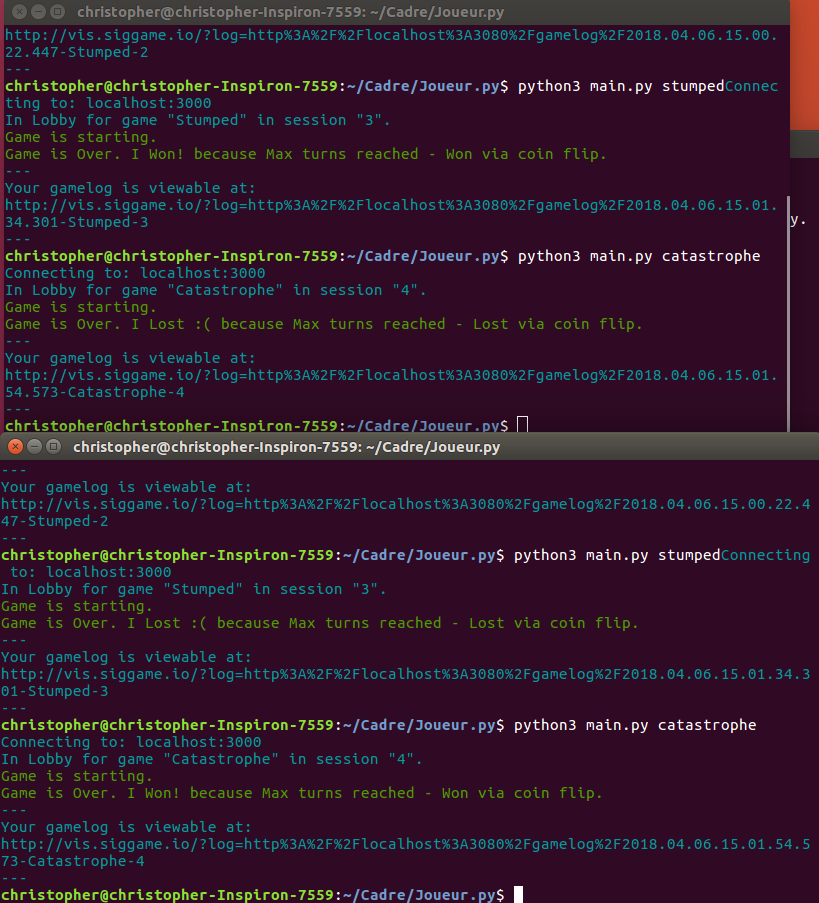 christopher@christopher-Inspiron-7559: ~/Cadre/Joueur.py
http://vis.siggame.io/?log=http%3A%2F%2Flocalhost%3A3080%2Fgamelog%2F2018.04.06.15.00.
22.447-Stumped-2
---
christopher@christopher-Inspiron-7559:~/Cadre/Joueur.py$ python3 main.py stumpedConnec
ting to: localhost:3000
In Lobby for game "Stumped" in session "3".
Game is starting.
Game is Over. I Won! because Max turns reached - Won via coin flip.
---
Your gamelog is viewable at:
http://vis.siggame.io/?log=http%3A%2F%2Flocalhost%3A3080%2Fgamelog%2F2018.04.06.15.01.
34.301-Stumped-3
y.
---
christopher@christopher-Inspiron-7559:~/Cadre/Joueur.py$ python3 main.py catastrophe
Connecting to: localhost:3000
In Lobby for game "Catastrophe" in session "4".
Game is starting.
Game is Over. I Lost :( because Max turns reached - Lost via coin flip.
---
Your gamelog is viewable at:
http://vis.siggame.io/?log=http%3A%2F%2Flocalhost%3A3080%2Fgamelog%2F2018.04.06.15.01.
54.573-Catastrophe-4
---
christopher@christopher-Inspiron-7559:~/Cadre/Joueur.py$
christopher@christopher-Inspiron-7559: ~/Cadre/Joueur.py
---
Your gamelog is viewable at:
http://vis.siggame.io/?log=http%3A%2F%2Flocalhost%3A3080%2Fgamelog%2F2018.04.06.15.00.22.4
47-Stumped-2
---
christopher@christopher-Inspiron-7559:~/Cadre/Joueur.py$ python3 main.py stumpedConnecting
 to: localhost:3000
In Lobby for game "Stumped" in session "3".
Game is starting.
Game is Over. I Lost :( because Max turns reached - Lost via coin flip.
---
Your gamelog is viewable at:
http://vis.siggame.io/?log=http%3A%2F%2Flocalhost%3A3080%2Fgamelog%2F2018.04.06.15.01.34.3
01-Stumped-3
---
christopher@christopher-Inspiron-7559:~/Cadre/Joueur.py$ python3 main.py catastrophe
Connecting to: localhost:3000
In Lobby for game "Catastrophe" in session "4".
Game is starting.
Game is Over. I Won! because Max turns reached - Won via coin flip.
---
Your gamelog is viewable at:
http://vis.siggame.io/?log=http%3A%2F%2Flocalhost%3A3080%2Fgamelog%2F2018.04.06.15.01.54.5
73-Catastrophe-4
---
christopher@christopher-Inspiron-7559:~/Cadre/Joueur.py$